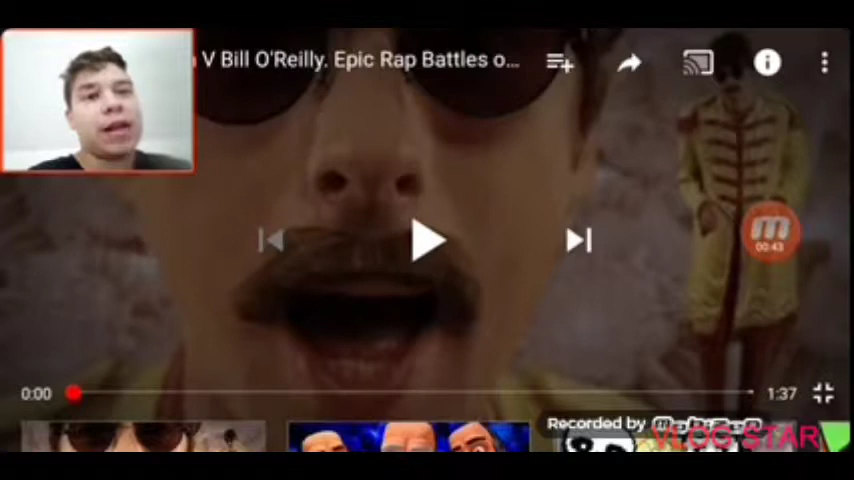 V Bill O'Reilly. Epic Rap Battles o...
00:43
0:00
1:37
Recorded by
VLOG STAR